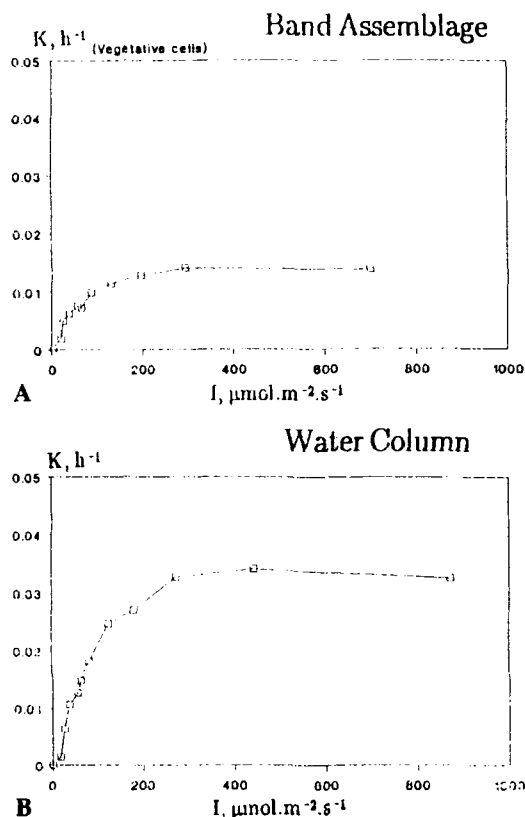 Band Assemblage
K, h⁻¹ (Vegetative cells)
0.05
0.04
0.03
0.02
0.01
0
0 200 400 600 800 1000
A
I, µmol.m⁻².s⁻¹
Water Column
K, h⁻¹
0.05
0.04
0.03
0.02
0.01
0
0 200 400 600 800 1000
B
I, µmol.m⁻².s⁻¹